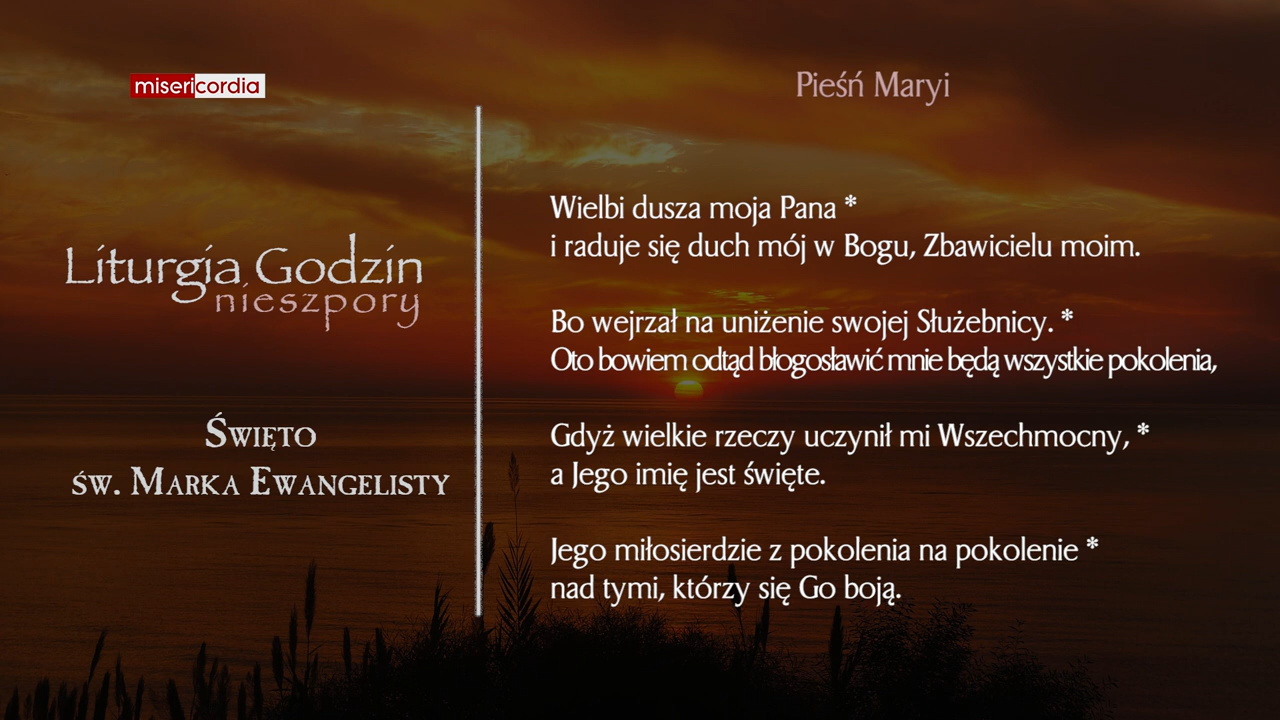 misericordia
Pieśń Maryi
Liturgia Godzin
nieszpory
Święto
św. Marka Ewangelisty
Wielbi dusza moja Pana *
i raduje się duch mój w Bogu, Zbawicielu moim.
Bo wejrzał na uniżenie swojej Służebnicy. *
Oto bowiem odtąd błogosławić mnie będą wszystkie pokolenia,
Gdyż wielkie rzeczy uczynił mi Wszechmocny, *
a Jego imię jest święte.
Jego miłosierdzie z pokolenia na pokolenie *
nad tymi, którzy się Go boją.